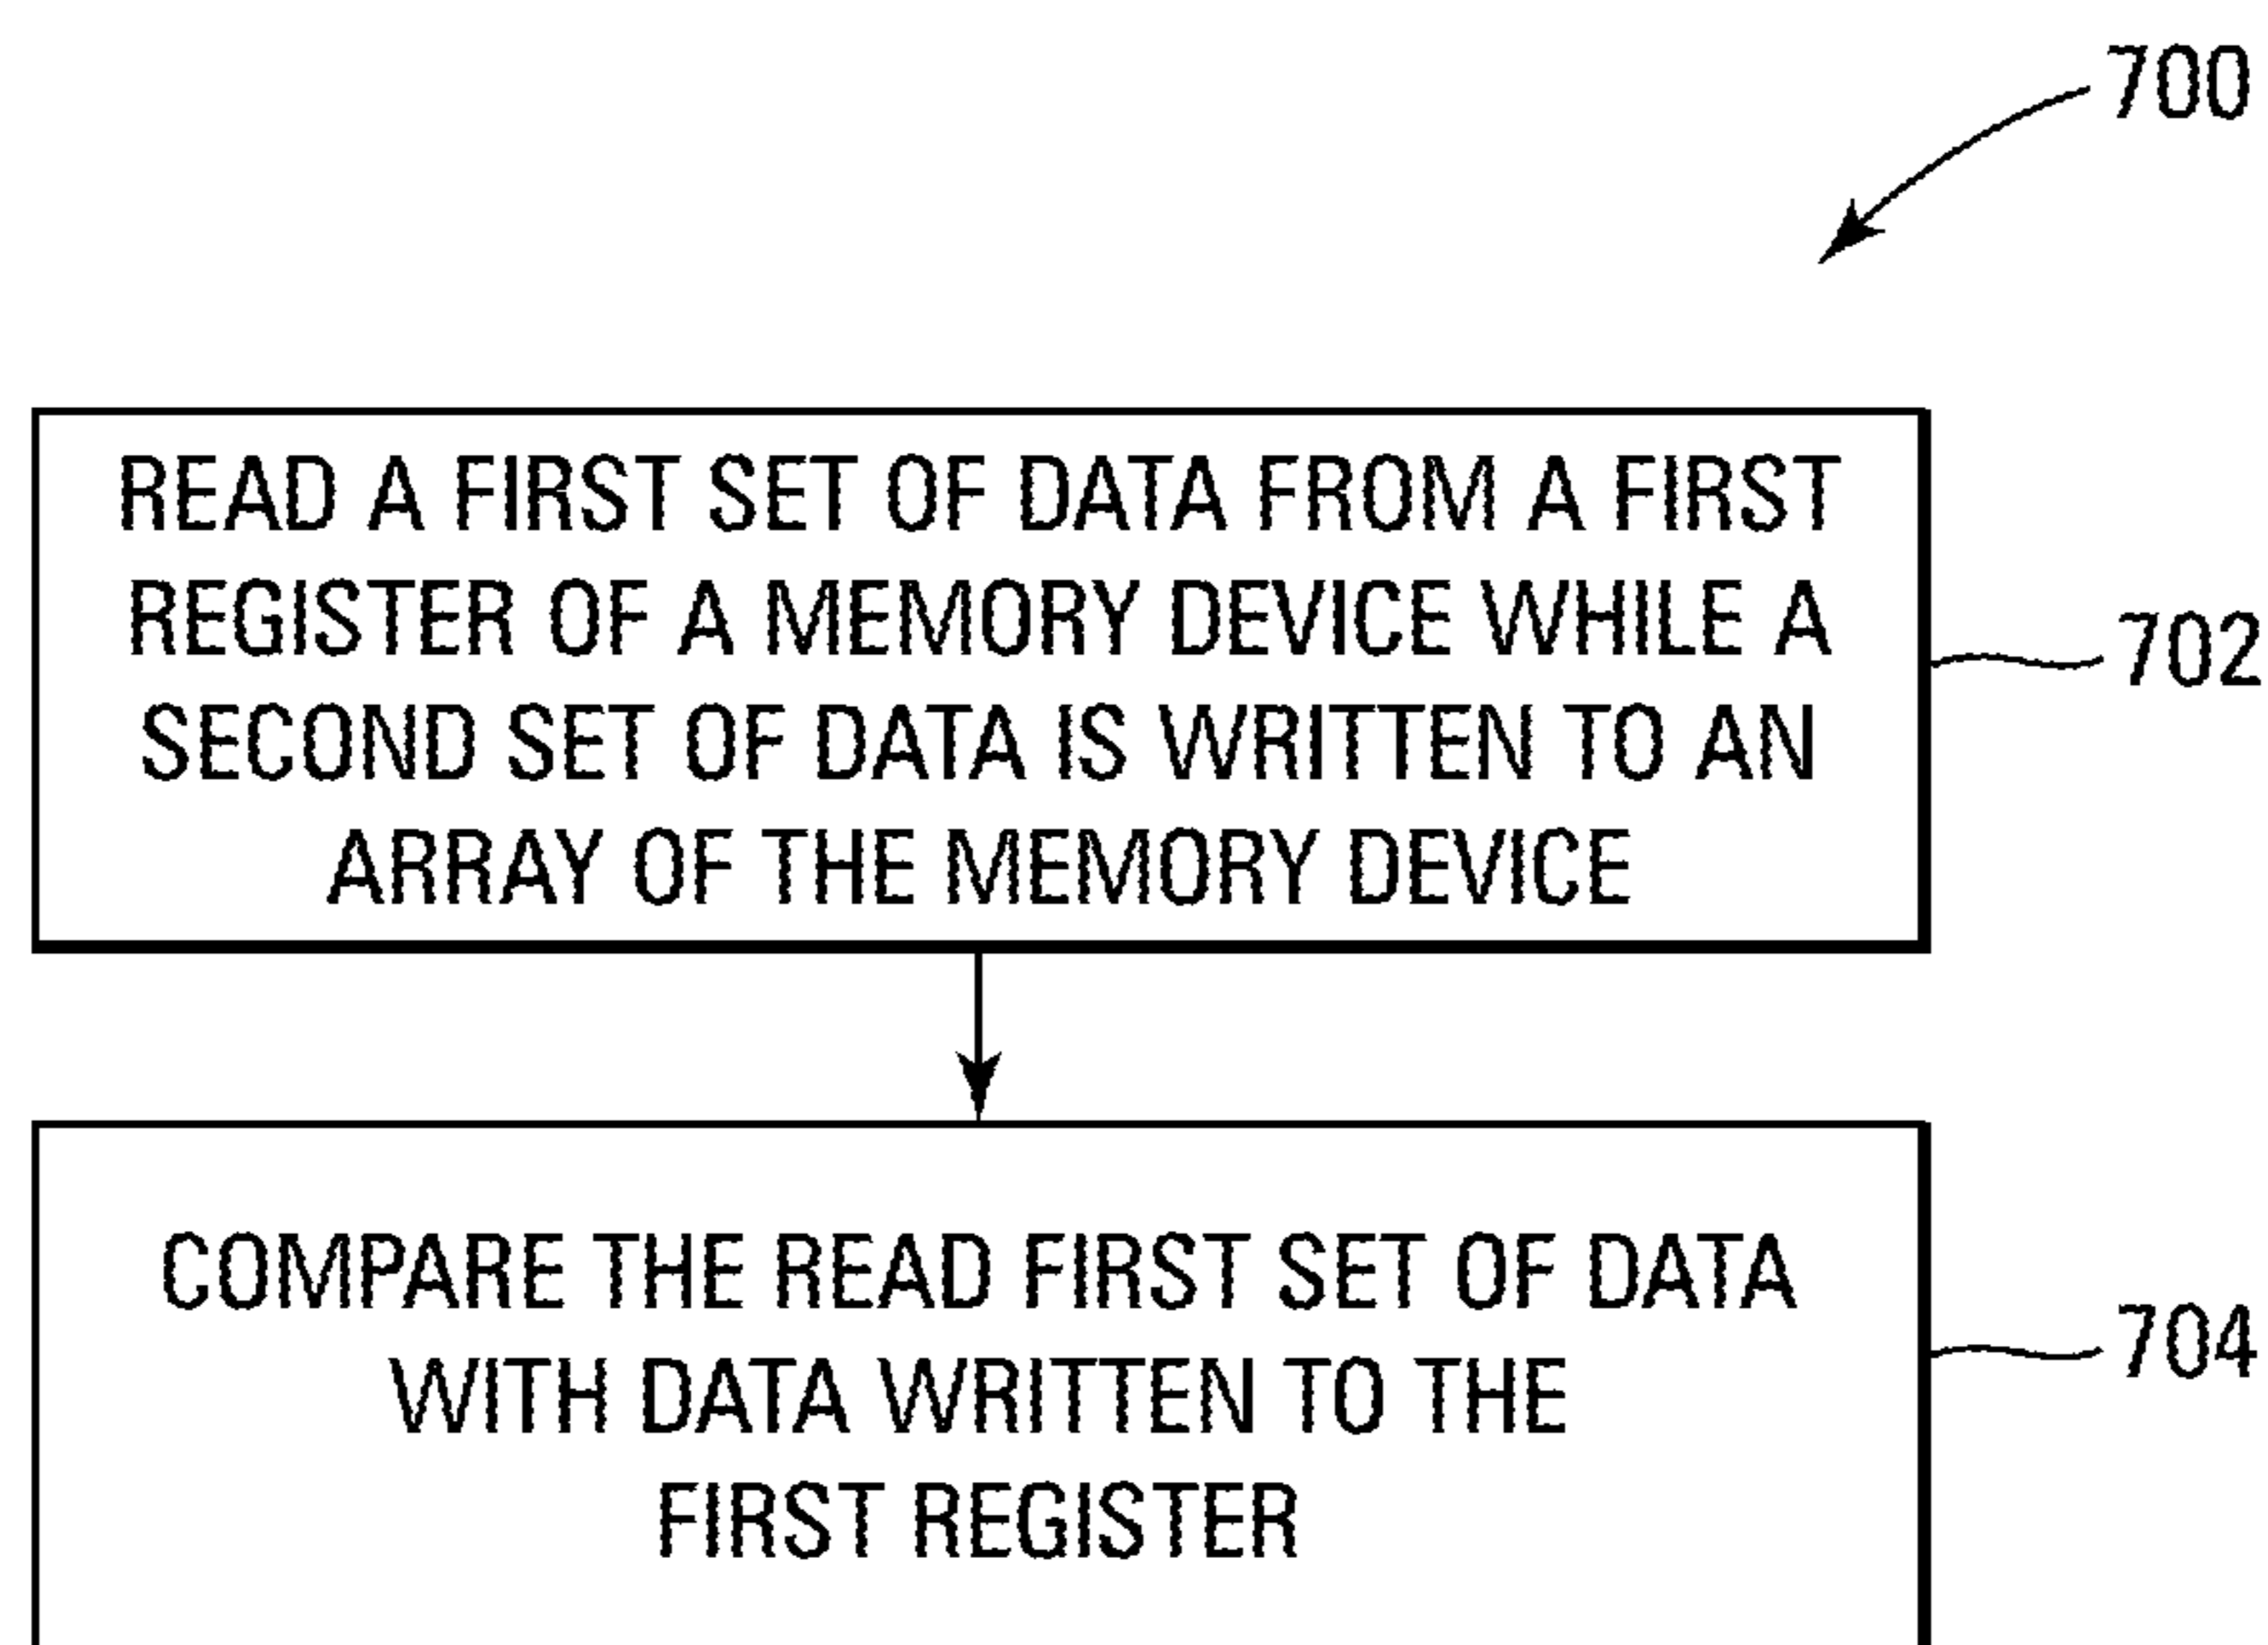 700
READ A FIRST SET OF DATA FROM A FIRST
REGISTER OF A MEMORY DEVICE WHILE A
SECOND SET OF DATA IS WRITTEN TO AN
ARRAY OF THE MEMORY DEVICE
702
COMPARE THE READ FIRST SET OF DATA
WITH DATA WRITTEN TO THE
FIRST REGISTER
704